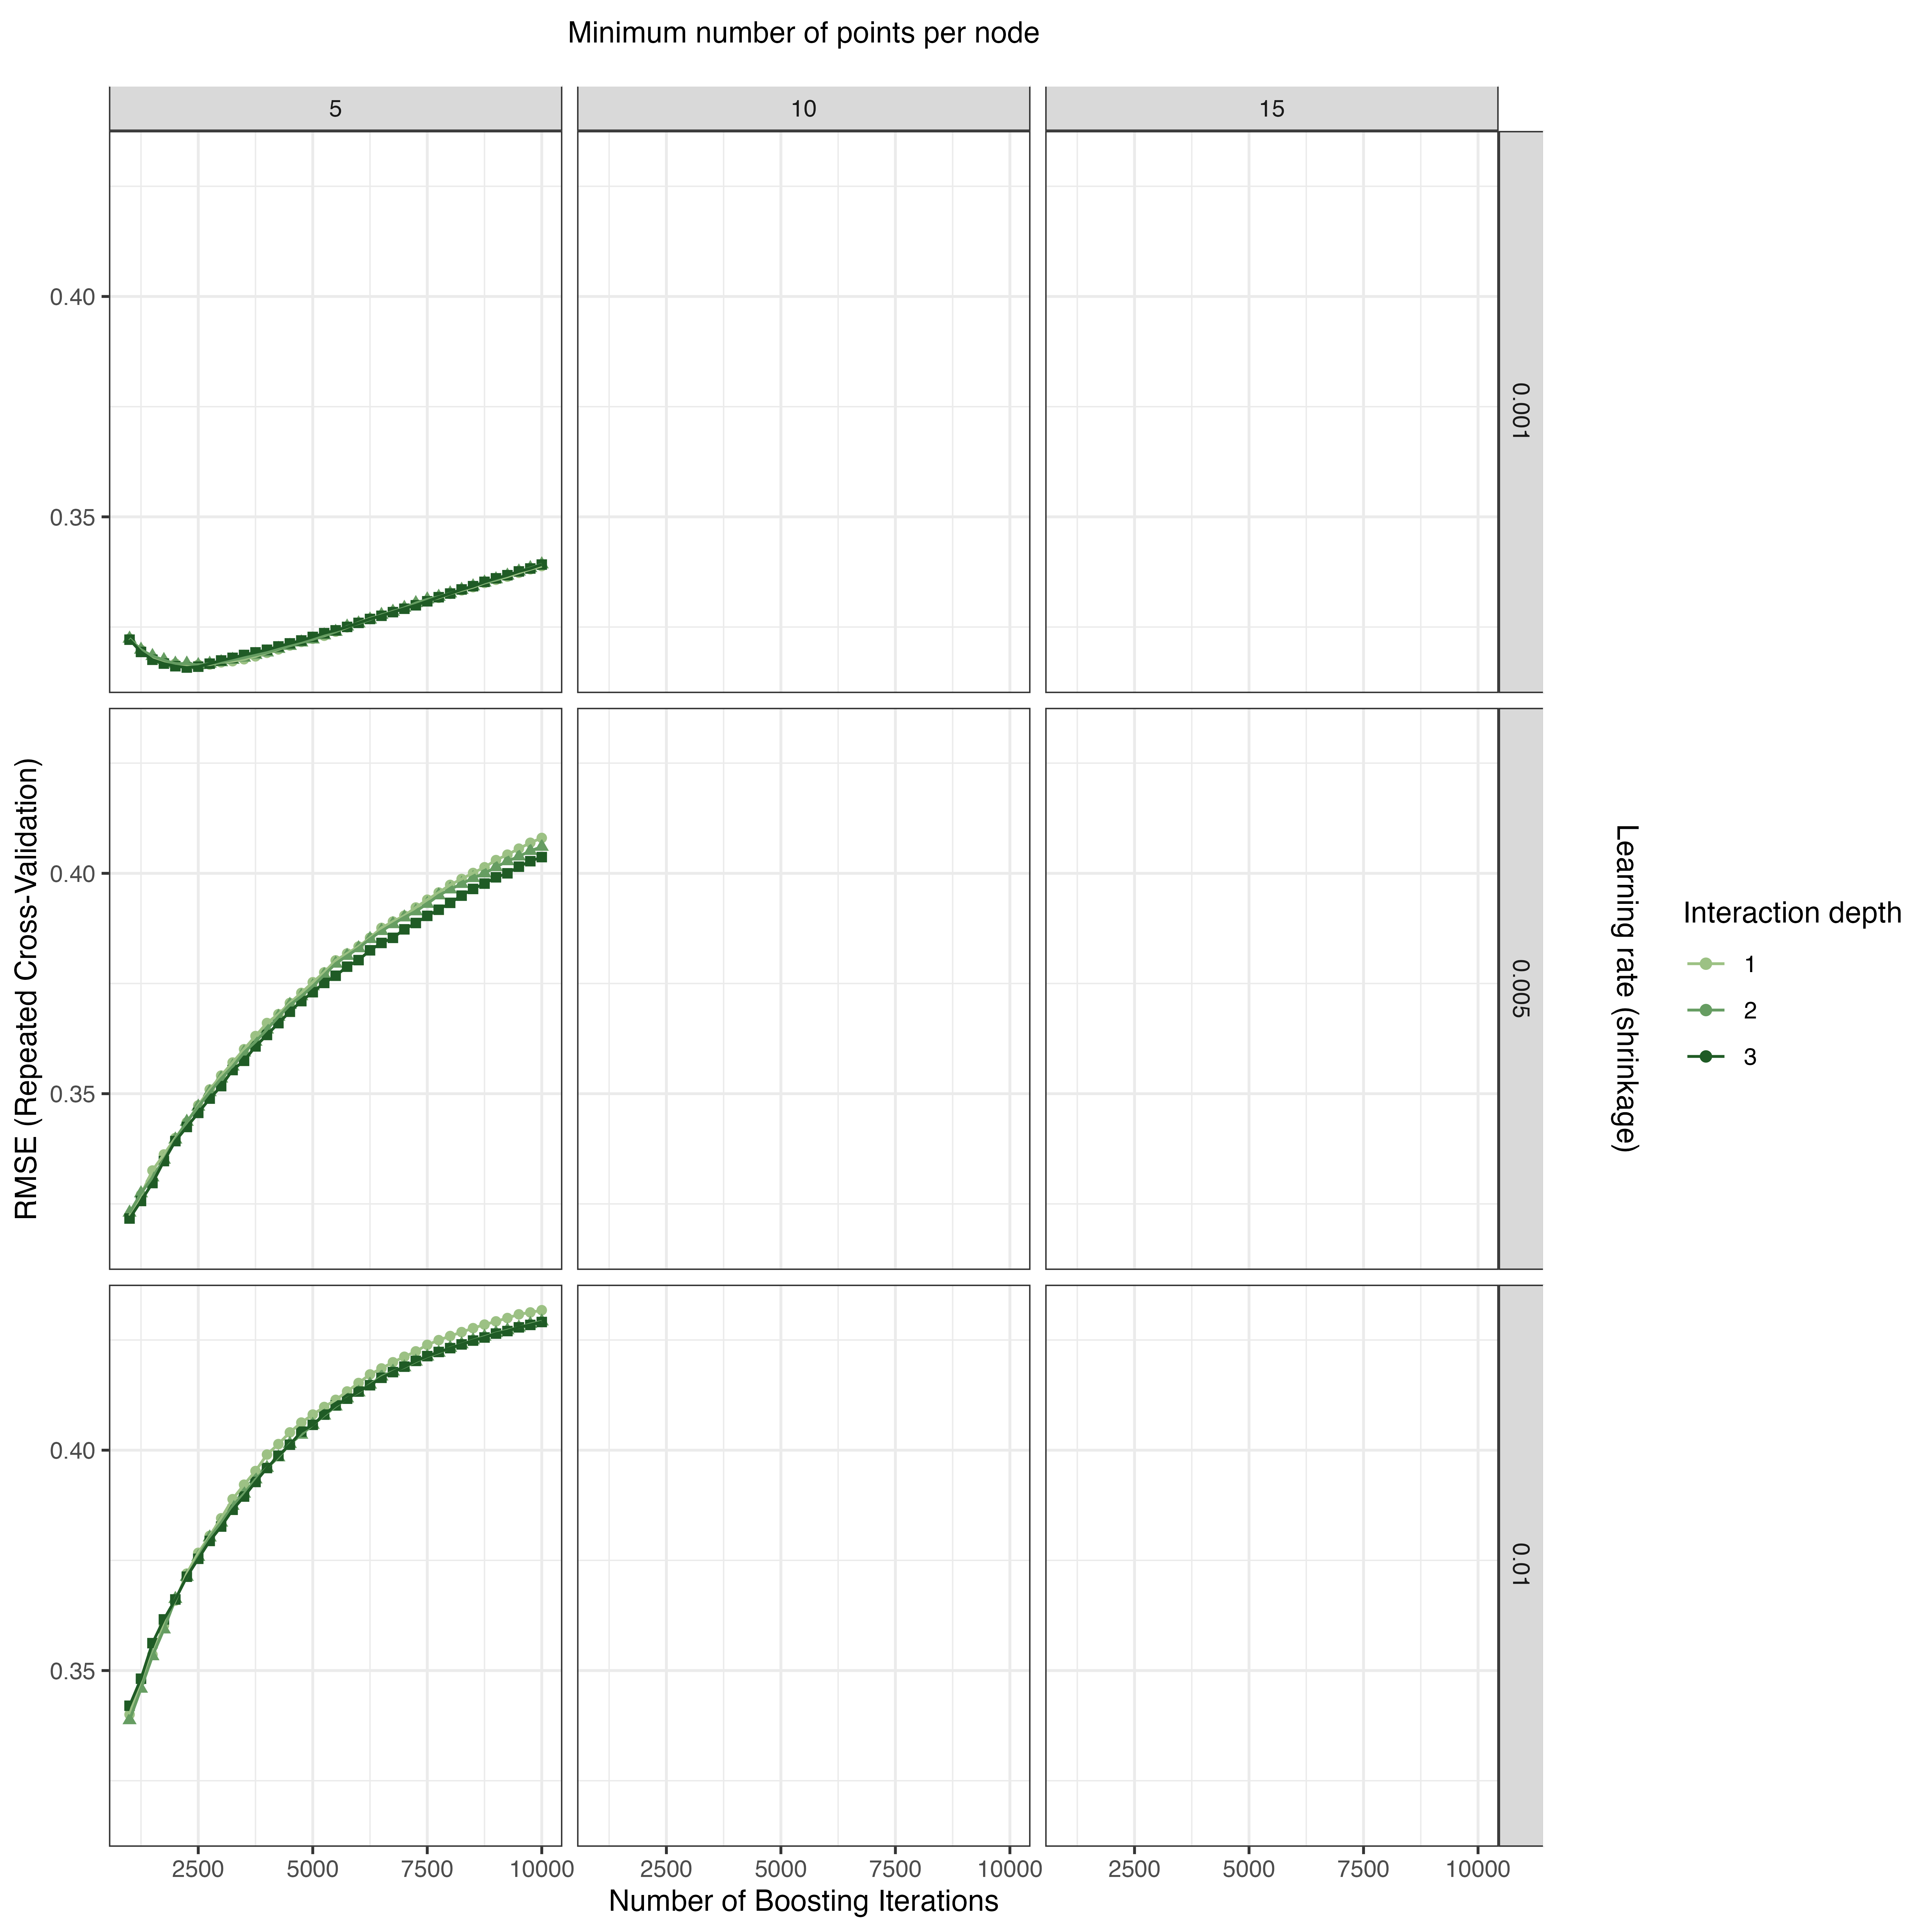 Minimum number of points per node
5 10 15
0.40
0.35
0.001
RMSE (Repeated Cross-Validation)
0.40
0.35
0.005
Learning rate (shrinkage)
Interaction depth
1
2
3
0.40
0.35
0.01
2500 5000 7500 10000 2500 5000 7500 10000 2500 5000 7500 10000
Number of Boosting Iterations